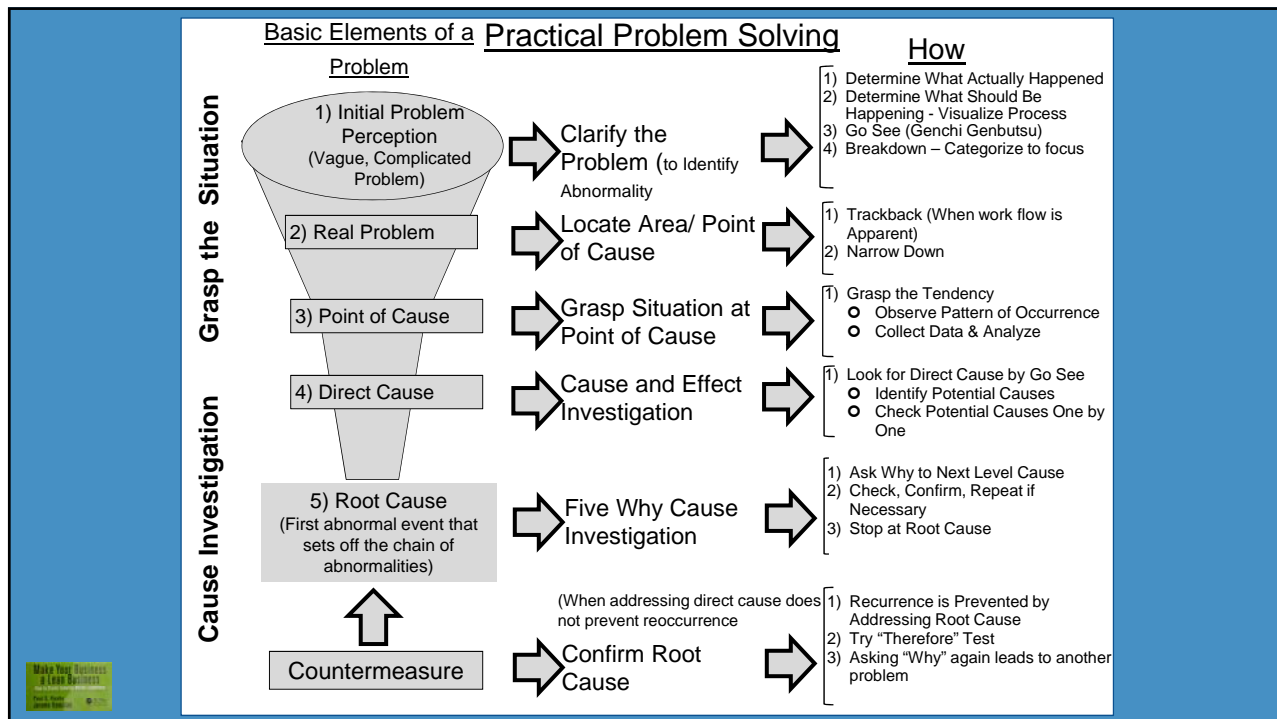 Basic Elements of a
Problem
Practical Problem Solving
How
Grasp the Situation
1) Initial Problem
Perception
(Vague, Complicated
Problem)
Clarify the
Problem (to Identify
Abnormality
1) Determine What Actually Happened
2) Determine What Should Be
Happening - Visualize Process
3) Go See (Genchi Genbutsu)
4) Breakdown – Categorize to focus
2) Real Problem
Locate Area/ Point
of Cause
1) Trackback (When work flow is
Apparent)
2) Narrow Down
3) Point of Cause
Grasp Situation at
Point of Cause
1) Grasp the Tendency
Observe Pattern of Occurrence
Collect Data & Analyze
Cause Investigation
4) Direct Cause
Cause and Effect
Investigation
1) Look for Direct Cause by Go See
Identify Potential Causes
Check Potential Causes One by
One
5) Root Cause
(First abnormal event that
sets off the chain of
abnormalities)
Five Why Cause
Investigation
1) Ask Why to Next Level Cause
2) Check, Confirm, Repeat if
Necessary
3) Stop at Root Cause
Countermeasure
(When addressing direct cause does
not prevent reoccurrence
Confirm Root
Cause
1) Recurrence is Prevented by
Addressing Root Cause
2) Try “Therefore” Test
3) Asking “Why” again leads to another
problem
Make Your Business
a Lean Business